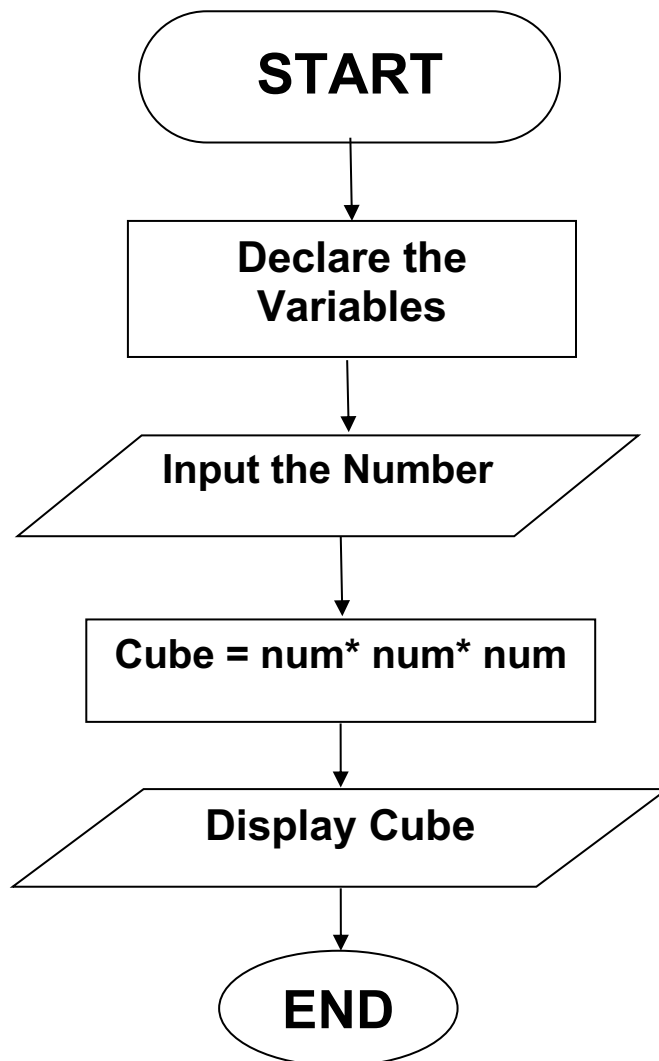 START
Declare the
Variables
Input the Number
Cube = num* num* num
Display Cube
END